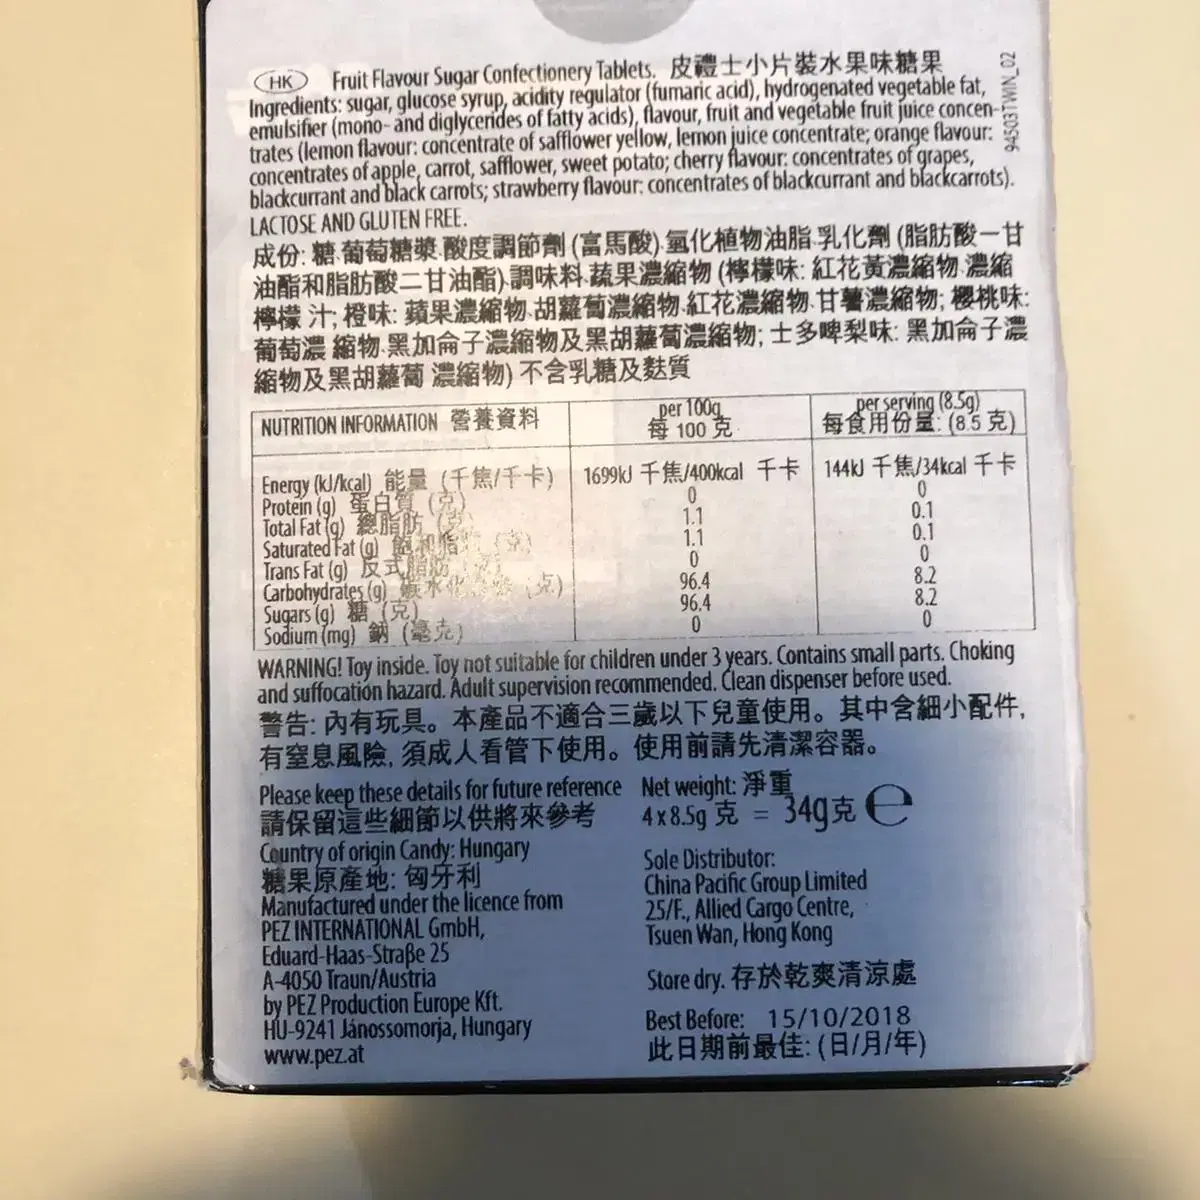 HK Fruit Flavour Sugar Confectionery Tablets. 皮禮士小片裝水果味糖果
Ingredients: sugar, glucose syrup, acidity regulator (fumaric acid), hydrogenated vegetable fat,
emulsifier (mono- and diglycerides of fatty acids), flavour, fruit and vegetable fruit juice concen-
trates (lemon flavour: concentrate of safflower yellow, lemon juice concentrate; orange flavour:
concentrates of apple, carrot, safflower, sweet potato; cherry flavour: concentrates of grapes,
blackcurrant and black carrots; strawberry flavour: concentrates of blackcurrant and blackcarrots).
LACTOSE AND GLUTEN FREE.
94503TWIN_02
成份: 糖.葡萄糖漿.酸度調節劑 (富馬酸).氫化植物油脂.乳化劑 (脂肪酸一甘
油酯和脂肪酸二甘油酯).調味料.蔬果濃縮物 (檸檬味: 紅花黃濃縮物.濃縮
檸檬 汁; 橙味: 蘋果濃縮物.胡蘿蔔濃縮物.紅花濃縮物.甘薯濃縮物; 櫻桃味:
葡萄濃 縮物.黑加侖子濃縮物及黑胡蘿蔔濃縮物; 士多啤梨味: 黑加侖子濃
縮物及黑胡蘿蔔 濃縮物) 不含乳糖及麩質
NUTRITION INFORMATION 營養資料 per 100g 每 100 克 per serving (8.5g) 每食用份量: (8.5 克)
Energy (kJ/kcal) 能量 (千焦/千卡) 1699kJ 千焦/400kcal 千卡 144kJ 千焦/34kcal 千卡
Protein (g) 蛋白質 (克) 0 0
Total Fat (g) 總脂肪 (克) 1.1 0.1
Saturated Fat (g) 飽和脂肪 (克) 1.1 0.1
Trans Fat (g) 反式脂肪 (克) 0 0
Carbohydrates (g) 碳水化合物 (克) 96.4 8.2
Sugars (g) 糖 (克) 96.4 8.2
Sodium (mg) 鈉 (毫克) 0 0
WARNING! Toy inside. Toy not suitable for children under 3 years. Contains small parts. Choking
and suffocation hazard. Adult supervision recommended. Clean dispenser before used.
警告: 內有玩具。本產品不適合三歲以下兒童使用。其中含細小配件,
有窒息風險, 須成人看管下使用。使用前請先清潔容器。
Please keep these details for future reference
請保留這些細節以供將來參考
Country of origin Candy: Hungary
糖果原產地: 匈牙利
Manufactured under the licence from
PEZ INTERNATIONAL GmbH,
Eduard-Haas-Straße 25
A-4050 Traun/Austria
by PEZ Production Europe Kft.
HU-9241 Jánossomorja, Hungary
www.pez.at
Net weight: 淨重
4 x 8.5g 克 = 34g克 ℮
Sole Distributor:
China Pacific Group Limited
25/F., Allied Cargo Centre,
Tsuen Wan, Hong Kong
Store dry. 存於乾爽清涼處
Best Before: 15/10/2018
此日期前最佳: (日/月/年)